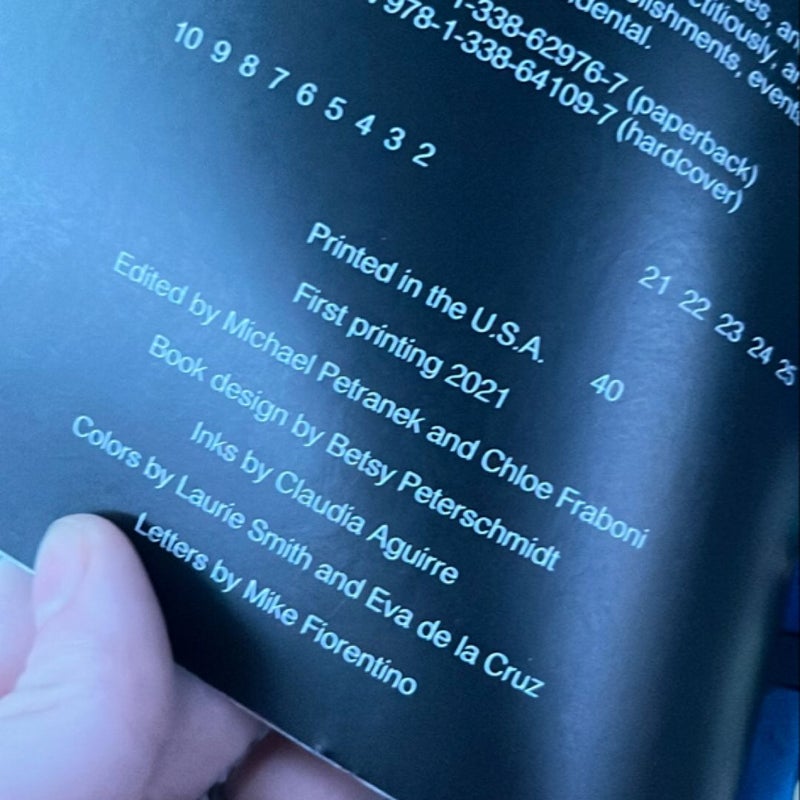 ctitiously, a
lishments, event
dental.
1-338-62976-7 (paperback)
978-1-338-64109-7 (hardcover)
10 9 8 7 6 5 4 3 2
21 22 23 24 25
Printed in the U.S.A. 40
First printing 2021
Edited by Michael Petranek and Chloe Fraboni
Book design by Betsy Peterschmidt
Inks by Claudia Aguirre
Colors by Laurie Smith and Eva de la Cruz
Letters by Mike Fiorentino